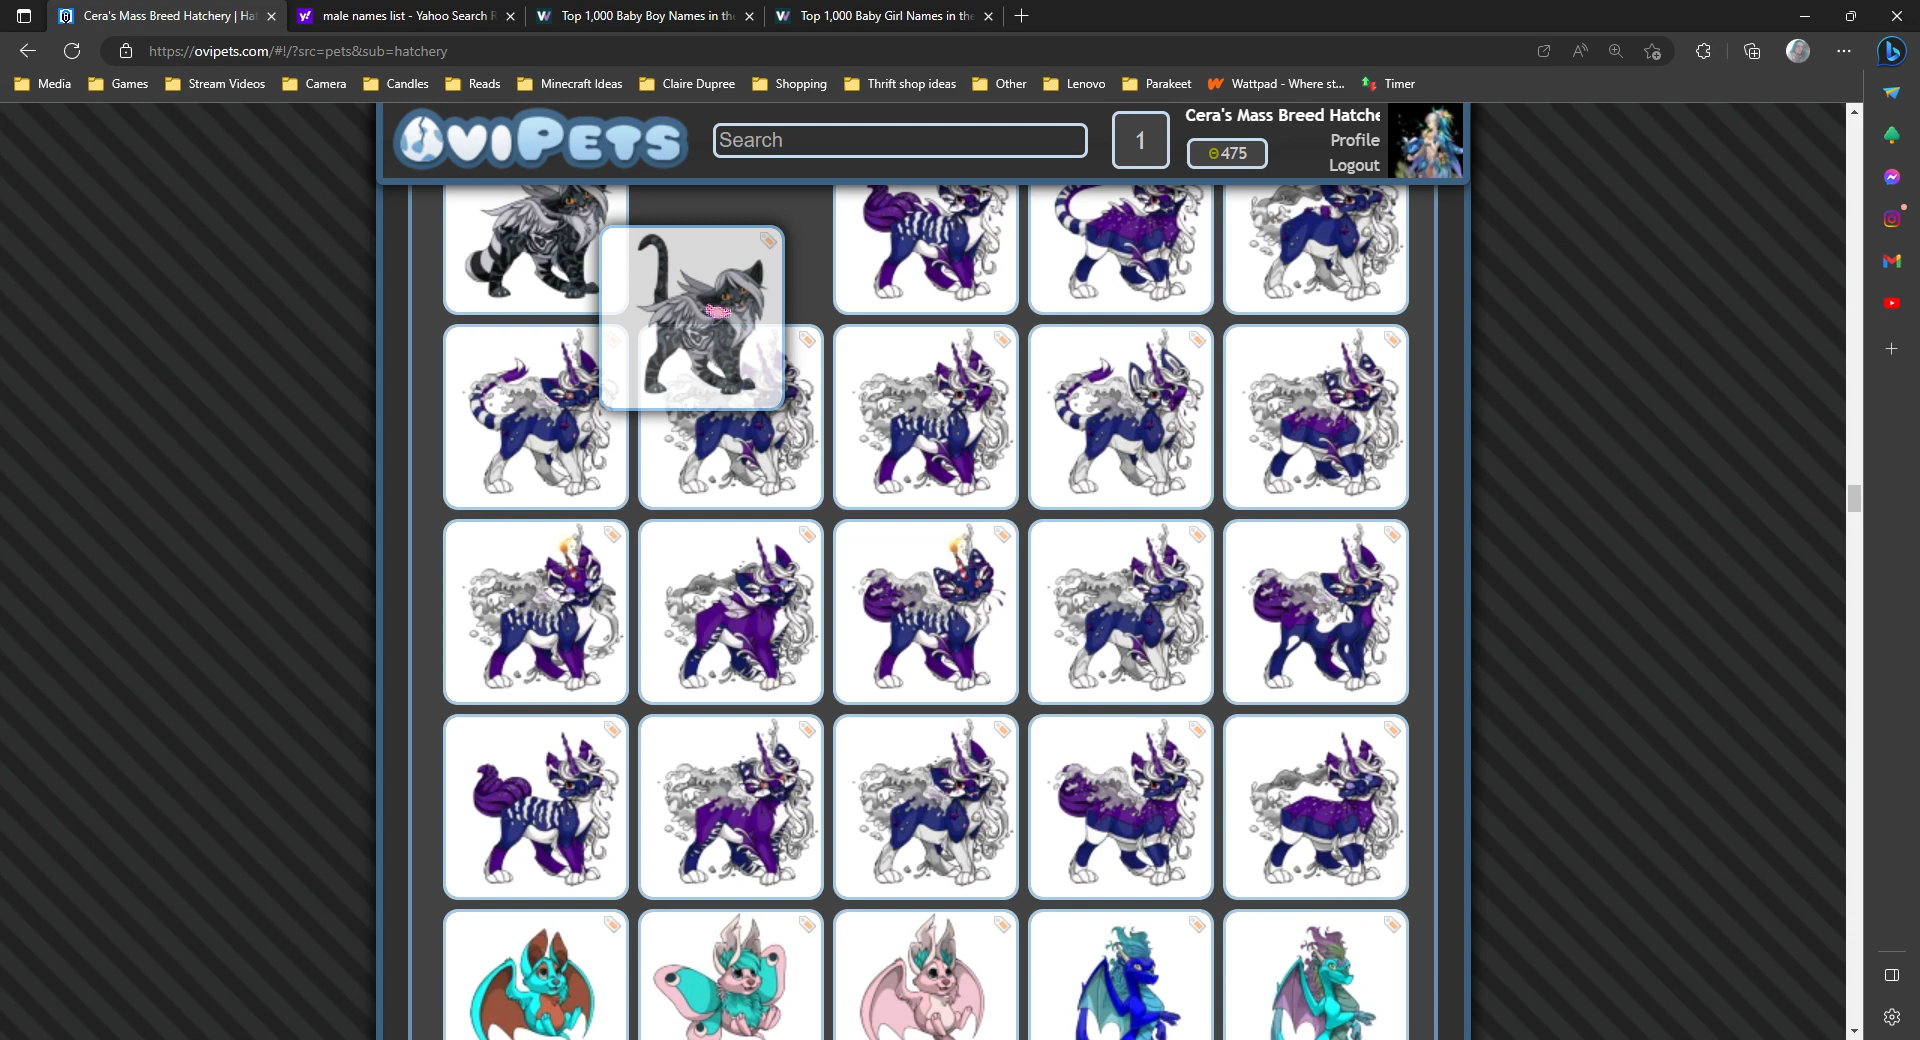 Cera's Mass Breed Hatchery | Ha
male names list - Yahoo Search R
Top 1,000 Baby Boy Names in the
Top 1,000 Baby Girl Names in the
https://ovipets.com/#!/?src=pets&sub=hatchery
Media
Games
Stream Videos
Camera
Candles
Reads
Minecraft Ideas
Claire Dupree
Shopping
Thrift shop ideas
Other
Lenovo
Parakeet
Wattpad - Where st...
Timer
OviPets
Search
1
Cera's Mass Breed Hatche
475
Profile
Logout